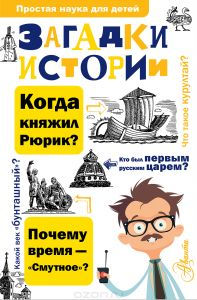 Простая наука для детей
ЗАГАДКИ
ИСТОРИИ
Когда
княжил
Рюрик?
Что такое курултай?
Кто был первым
русским царем?
Какой век «бунташный»?
Почему
время —
«Смутное»?
Аванта